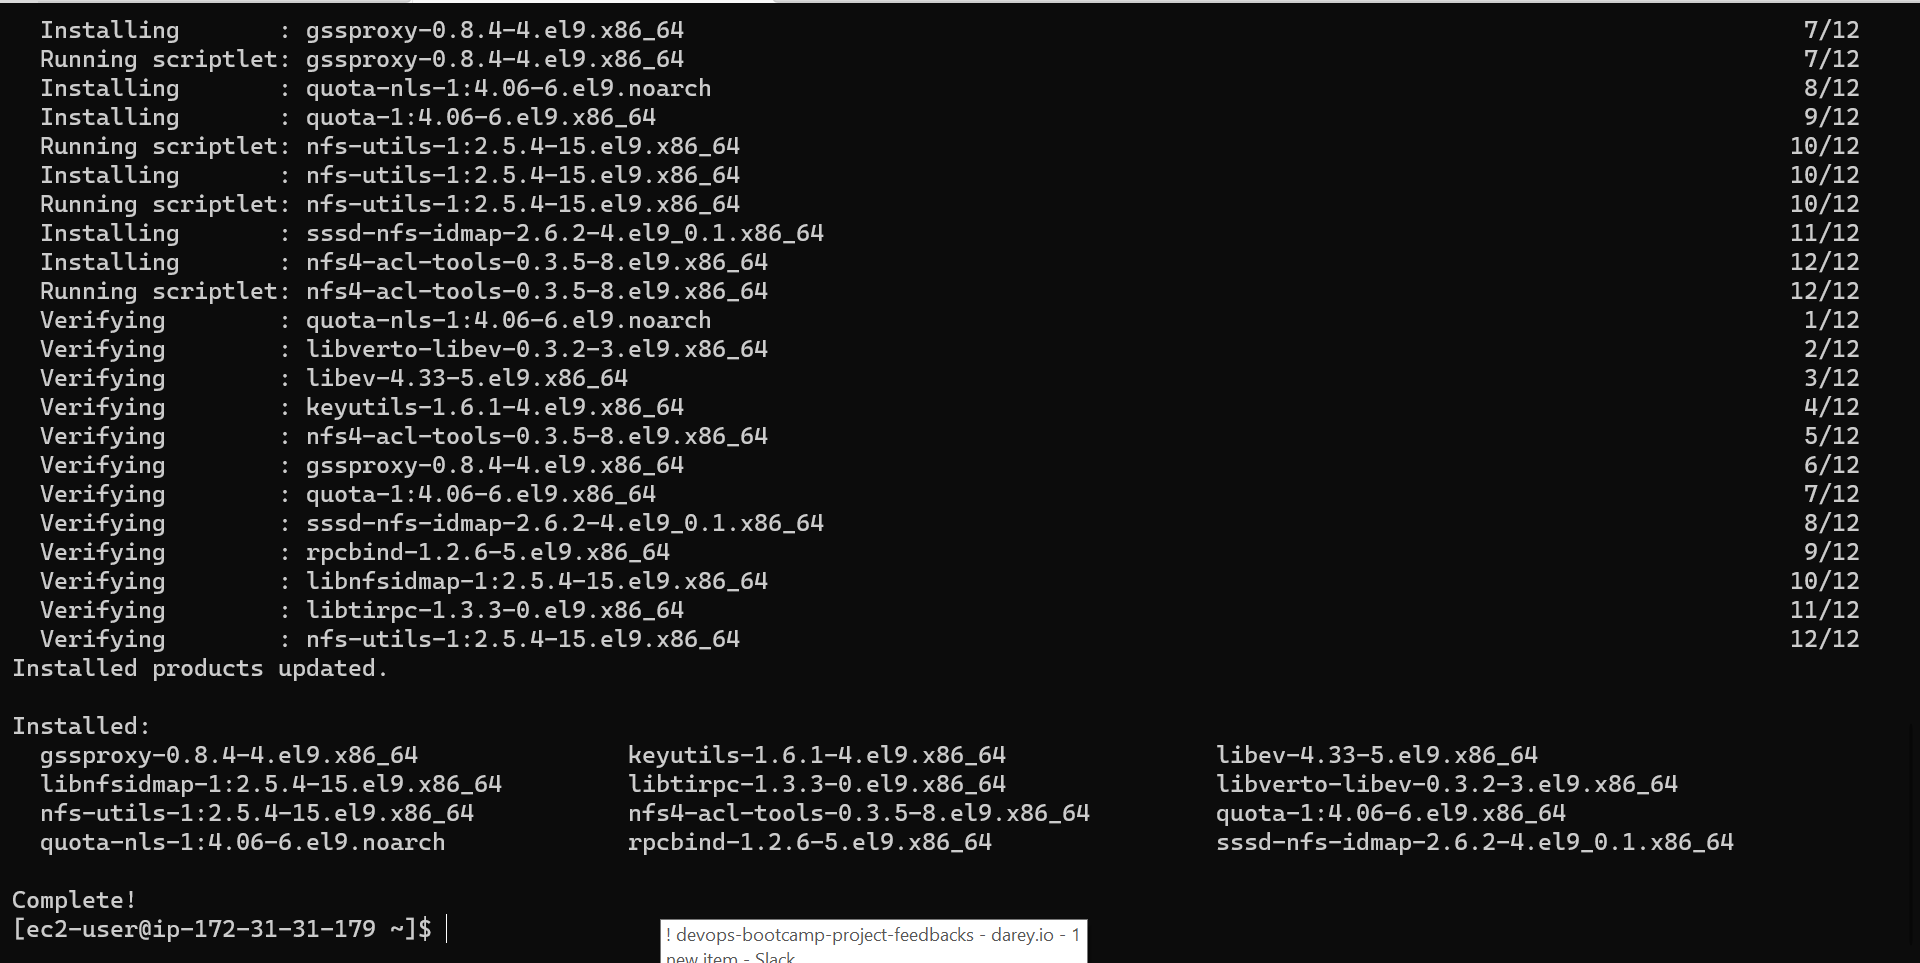 Installing       : gssproxy-0.8.4-4.el9.x86_64 7/12
Running scriptlet: gssproxy-0.8.4-4.el9.x86_64 7/12
Installing       : quota-nls-1:4.06-6.el9.noarch 8/12
Installing       : quota-1:4.06-6.el9.x86_64 9/12
Running scriptlet: nfs-utils-1:2.5.4-15.el9.x86_64 10/12
Installing       : nfs-utils-1:2.5.4-15.el9.x86_64 10/12
Running scriptlet: nfs-utils-1:2.5.4-15.el9.x86_64 10/12
Installing       : sssd-nfs-idmap-2.6.2-4.el9_0.1.x86_64 11/12
Installing       : nfs4-acl-tools-0.3.5-8.el9.x86_64 12/12
Running scriptlet: nfs4-acl-tools-0.3.5-8.el9.x86_64 12/12
Verifying        : quota-nls-1:4.06-6.el9.noarch 1/12
Verifying        : libverto-libev-0.3.2-3.el9.x86_64 2/12
Verifying        : libev-4.33-5.el9.x86_64 3/12
Verifying        : keyutils-1.6.1-4.el9.x86_64 4/12
Verifying        : nfs4-acl-tools-0.3.5-8.el9.x86_64 5/12
Verifying        : gssproxy-0.8.4-4.el9.x86_64 6/12
Verifying        : quota-1:4.06-6.el9.x86_64 7/12
Verifying        : sssd-nfs-idmap-2.6.2-4.el9_0.1.x86_64 8/12
Verifying        : rpcbind-1.2.6-5.el9.x86_64 9/12
Verifying        : libnfsidmap-1:2.5.4-15.el9.x86_64 10/12
Verifying        : libtirpc-1.3.3-0.el9.x86_64 11/12
Verifying        : nfs-utils-1:2.5.4-15.el9.x86_64 12/12
Installed products updated.
Installed:
gssproxy-0.8.4-4.el9.x86_64 keyutils-1.6.1-4.el9.x86_64 libev-4.33-5.el9.x86_64
libnfsidmap-1:2.5.4-15.el9.x86_64 libtirpc-1.3.3-0.el9.x86_64 libverto-libev-0.3.2-3.el9.x86_64
nfs-utils-1:2.5.4-15.el9.x86_64 nfs4-acl-tools-0.3.5-8.el9.x86_64 quota-1:4.06-6.el9.x86_64
quota-nls-1:4.06-6.el9.noarch rpcbind-1.2.6-5.el9.x86_64 sssd-nfs-idmap-2.6.2-4.el9_0.1.x86_64
Complete!
[ec2-user@ip-172-31-31-179 ~]$
! devops-bootcamp-project-feedbacks - darey.io - 1
new item - Slack